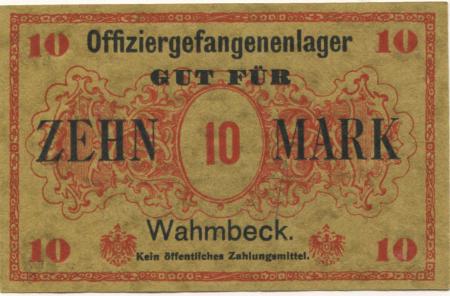 10 Offiziergefangenenlager 10
GUT FÜR
ZEHN 10 MARK
Wahmbeck.
10 Kein öffentliches Zahlungsmittel. 10